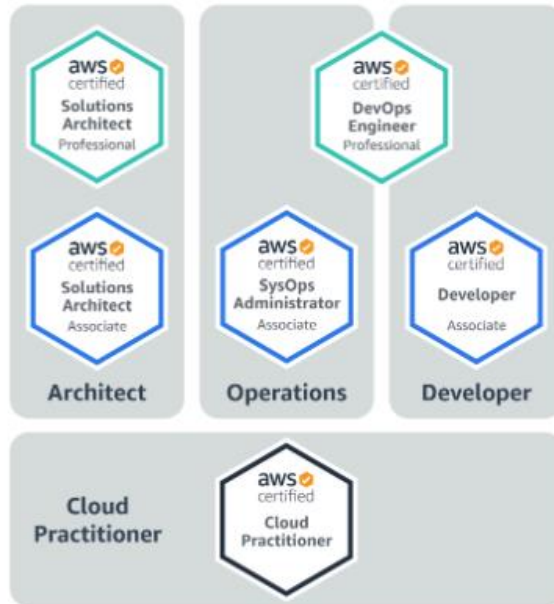 aws
certified
Solutions
Architect
Professional
aws
certified
DevOps
Engineer
Professional
aws
certified
Solutions
Architect
Associate
aws
certified
SysOps
Administrator
Associate
aws
certified
Developer
Associate
Architect
Operations
Developer
Cloud
Practitioner
aws
certified
Cloud
Practitioner